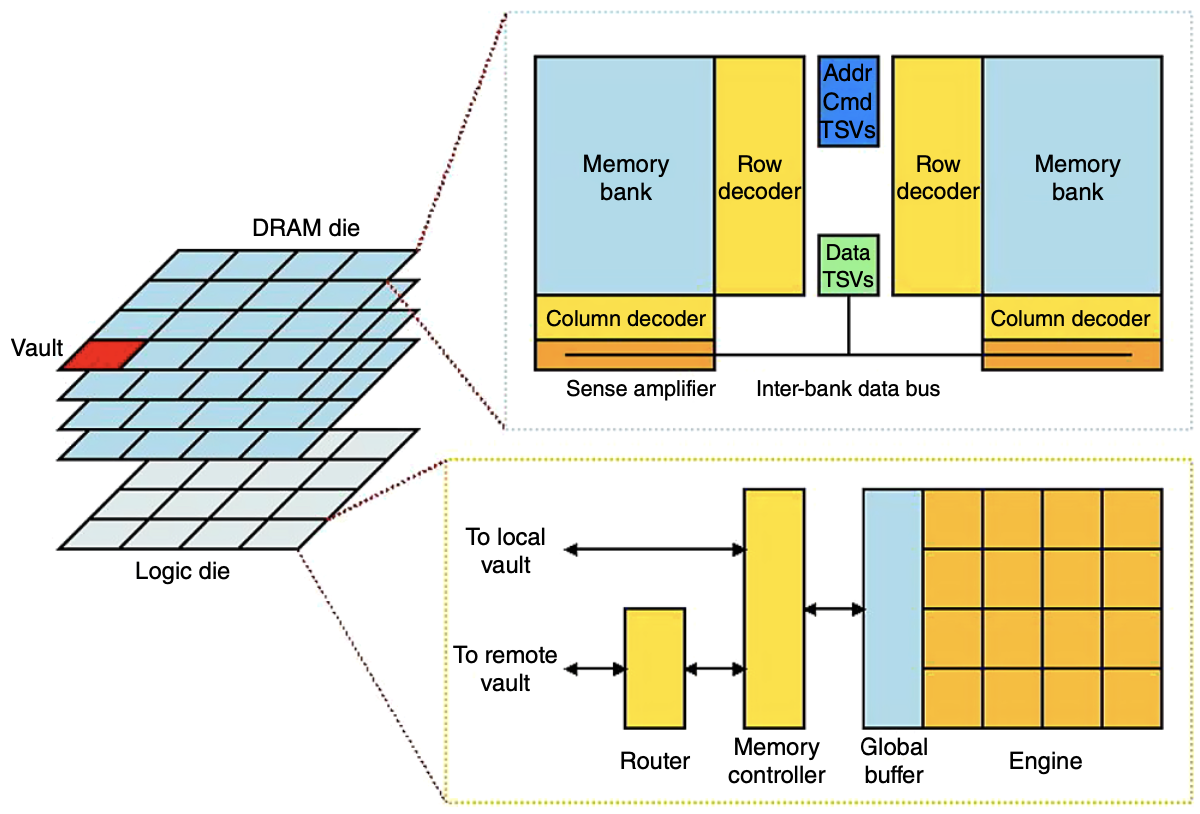 DRAM die
Vault
Logic die
Memory
bank
Row
decoder
Addr
Cmd
TSVs
Data
TSVs
Row
decoder
Memory
bank
Column decoder
Column decoder
Sense amplifier
Inter-bank data bus
To local
vault
To remote
vault
Router
Memory
controller
Global
buffer
Engine